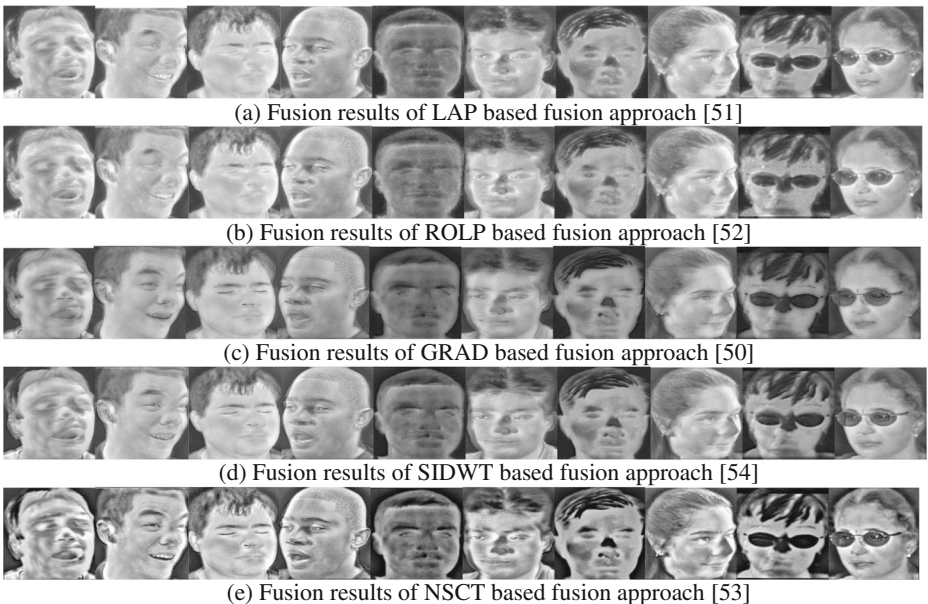 (a) Fusion results of LAP based fusion approach [51]
(b) Fusion results of ROLP based fusion approach [52]
(c) Fusion results of GRAD based fusion approach [50]
(d) Fusion results of SIDWT based fusion approach [54]
(e) Fusion results of NSCT based fusion approach [53]